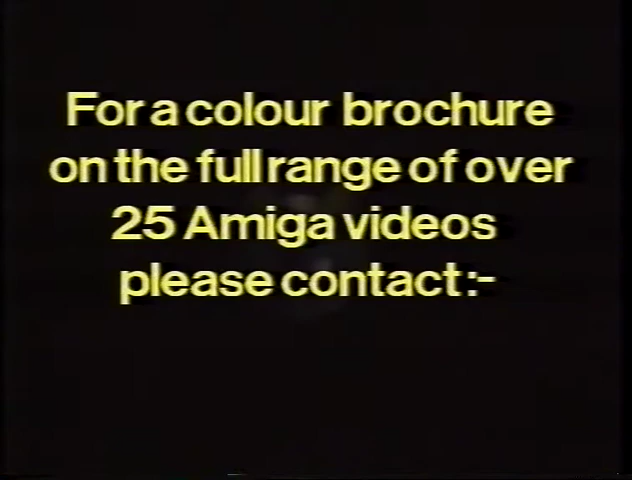 For a colour brochure
on the full range of over
25 Amiga videos
please contact:-